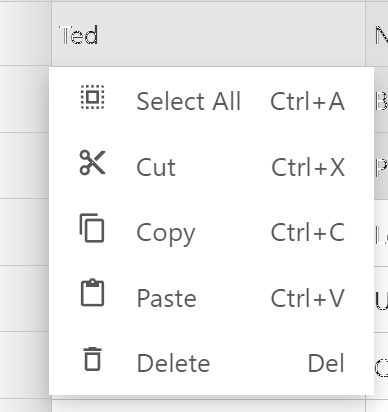 Ted
Select All Ctrl+A
Cut Ctrl+X
Copy Ctrl+C
Paste Ctrl+V
Delete Del